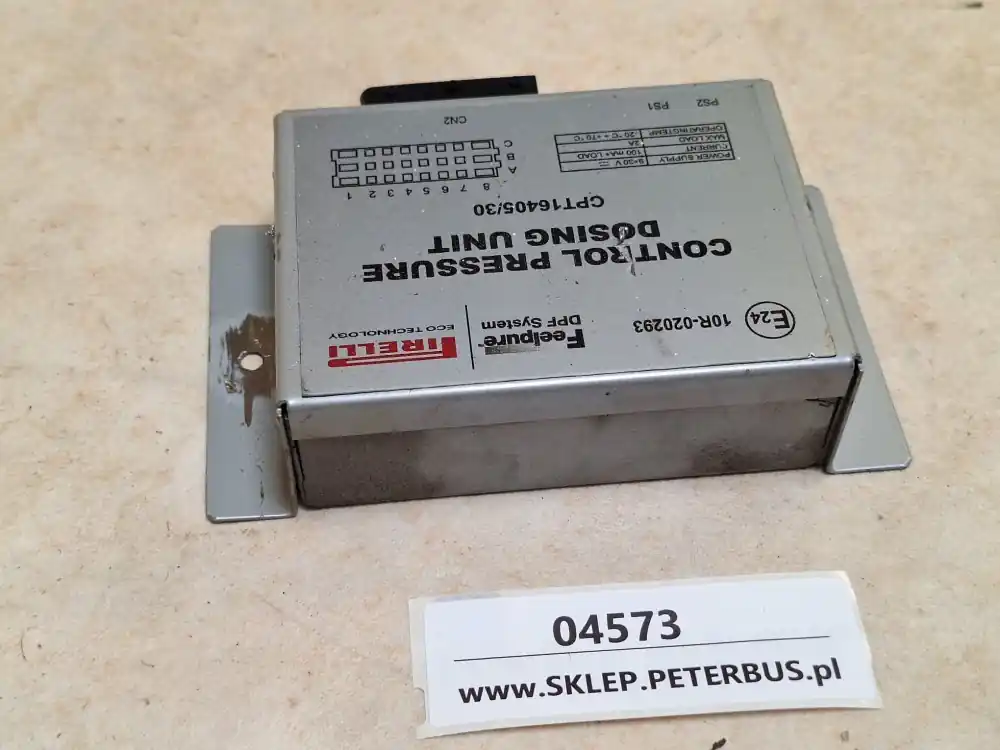 E24 10R-020293
Feelpure™
DPF System
PIRELLI
ECO TECHNOLOGY
CONTROL PRESSURE
DOSING UNIT
CPT16405/30
POWER SUPPLY 9÷30 V
CURRENT 100 mA+ LOAD
MAX LOAD 3A
OPERATING TEMP -20 °C ÷ +70 °C
PS2 PS1
8 7 6 5 4 3 2 1
A
B
C
CN2
04573
www.SKLEP.PETERBUS.pl